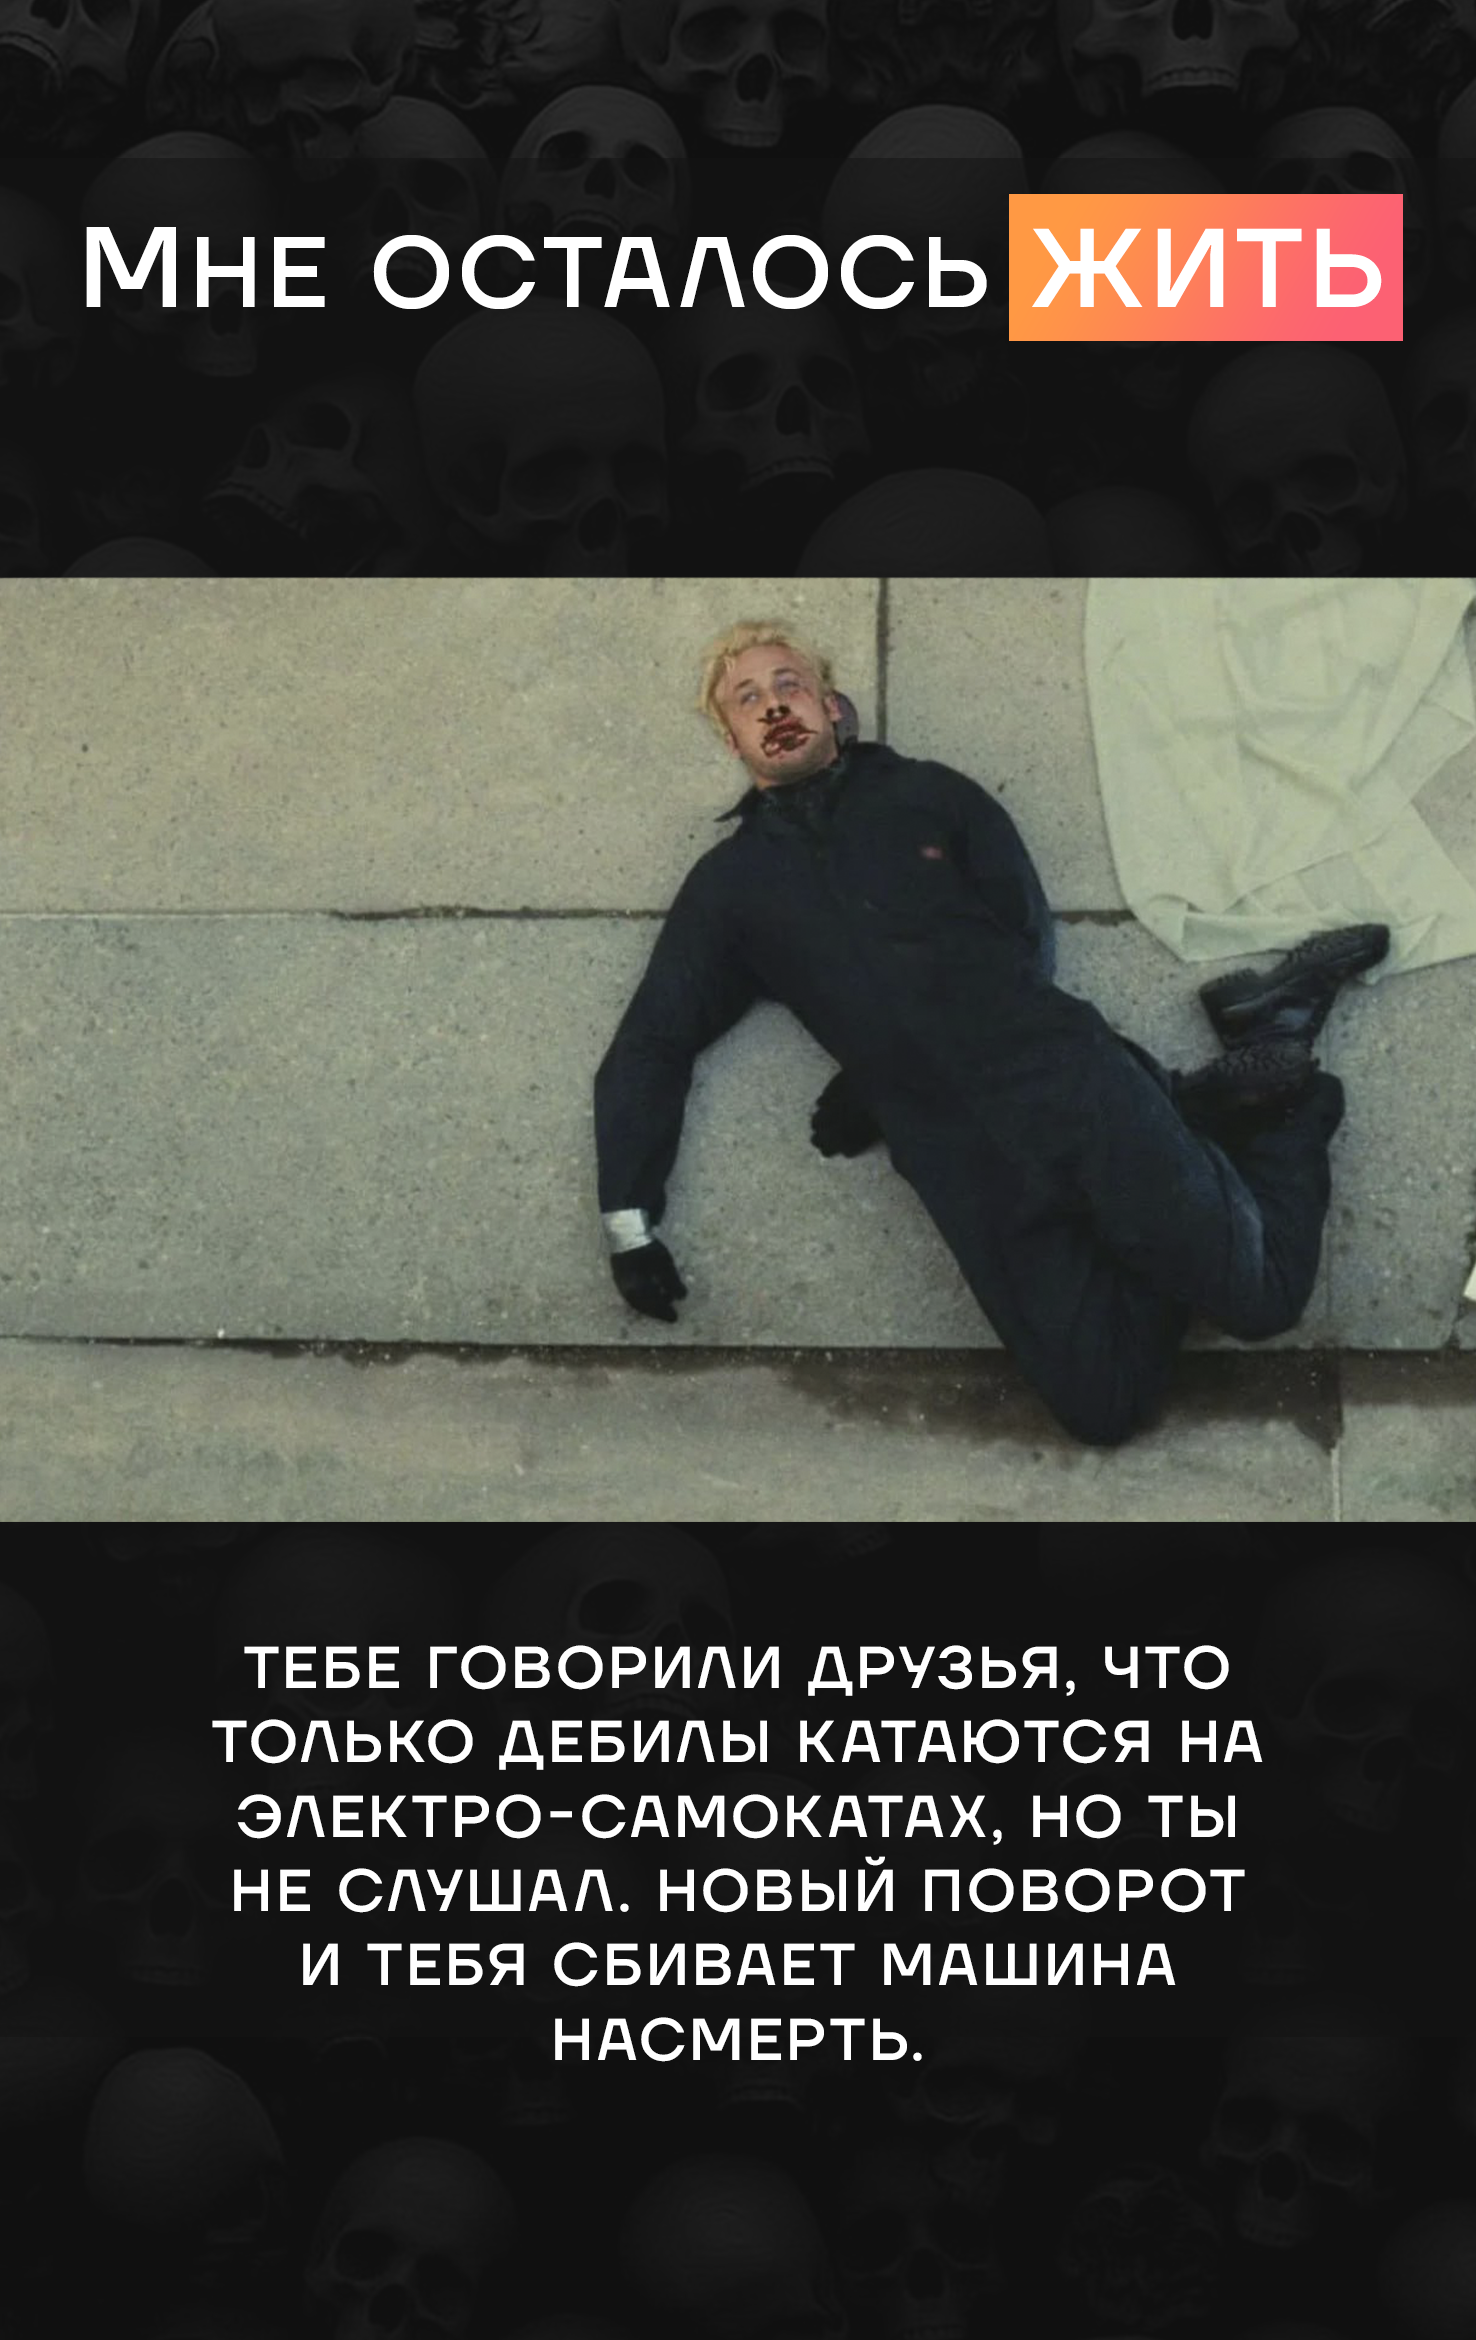 Мне осталось жить
ТЕБЕ ГОВОРИЛИ ДРУЗЬЯ, ЧТО
ТОЛЬКО ДЕБИЛЫ КАТАЮТСЯ НА
ЭЛЕКТРО-САМОКАТАХ, НО ТЫ
НЕ СЛУШАЛ. НОВЫЙ ПОВОРОТ
И ТЕБЯ СБИВАЕТ МАШИНА
НАСМЕРТЬ.